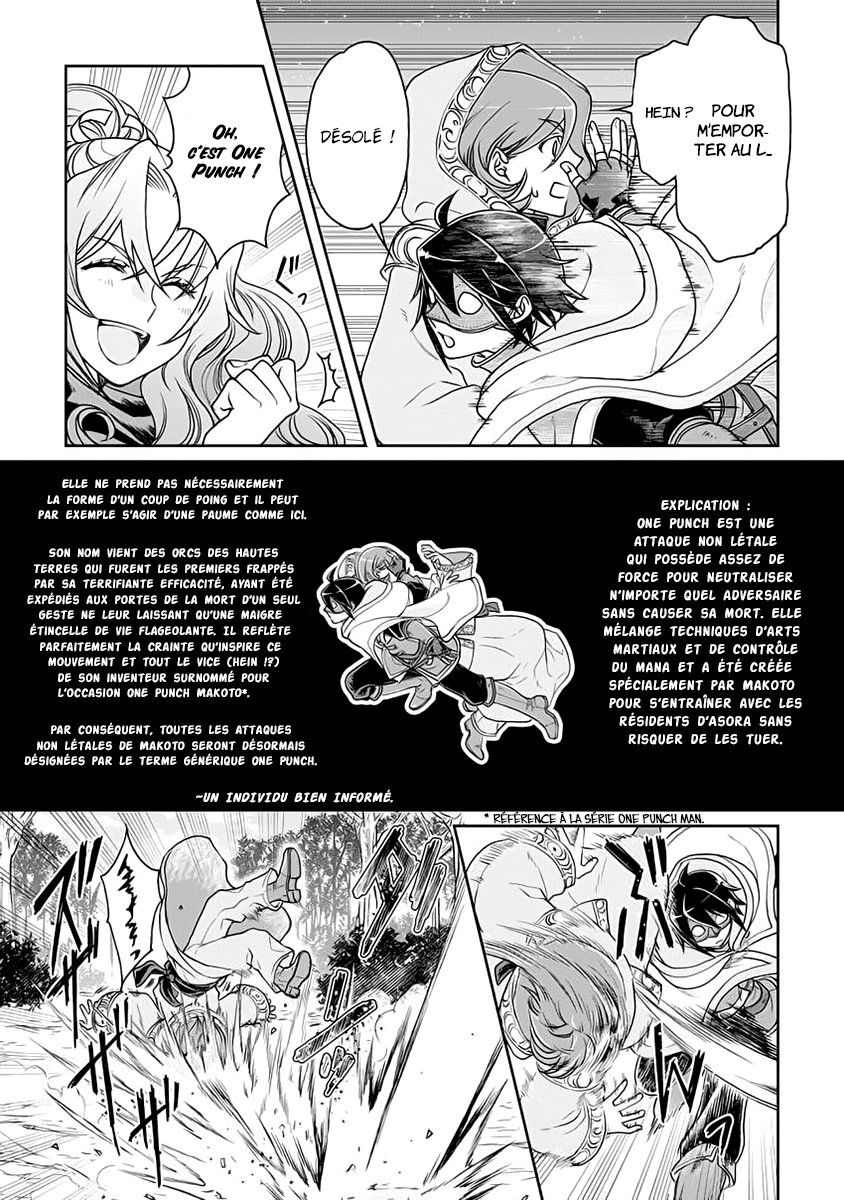 POUR
M'EMPOR-
TER AU L...
HEIN ?
DÉSOLÉ !
OH,
C'EST ONE
PUNCH !
EXPLICATION :
ONE PUNCH EST UNE
ATTAQUE NON LÉTALE
QUI POSSÈDE ASSEZ DE
FORCE POUR NEUTRALISER
N'IMPORTE QUEL ADVERSAIRE
SANS CAUSER SA MORT. ELLE
MÉLANGE TECHNIQUES D'ARTS
MARTIAUX ET DE CONTRÔLE
DU MANA ET A ÉTÉ CRÉÉE
SPÉCIALEMENT PAR MAKOTO
POUR S'ENTRAÎNER AVEC LES
RÉSIDENTS D'ASORA SANS
RISQUER DE LES TUER.
ELLE NE PREND PAS NÉCESSAIREMENT
LA FORME D'UN COUP DE POING ET IL PEUT
PAR EXEMPLE S'AGIR D'UNE PAUME COMME ICI.
SON NOM VIENT DES ORCS DES HAUTES
TERRES QUI FURENT LES PREMIERS FRAPPÉS
PAR SA TERRIFIANTE EFFICACITÉ, AYANT ÉTÉ
EXPÉDIÉS AUX PORTES DE LA MORT D'UN SEUL
GESTE NE LEUR LAISSANT QU'UNE MAIGRE
ÉTINCELLE DE VIE FLAGEOLANTE. IL REFLÈTE
PARFAITEMENT LA CRAINTE QU'INSPIRE CE
MOUVEMENT ET TOUT LE VICE (HEIN !?)
DE SON INVENTEUR SURNOMMÉ POUR
L'OCCASION ONE PUNCH MAKOTO*.
PAR CONSÉQUENT, TOUTES LES ATTAQUES
NON LÉTALES DE MAKOTO SERONT DÉSORMAIS
DÉSIGNÉES PAR LE TERME GÉNÉRIQUE ONE PUNCH.
~UN INDIVIDU BIEN INFORMÉ.
* RÉFÉRENCE À LA SÉRIE ONE PUNCH MAN.